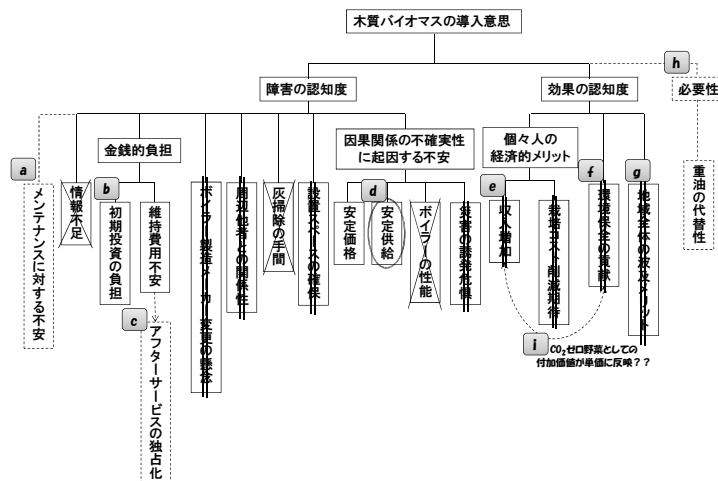 木質バイオマスの導入意思
h
障害の認知度
効果の認知度
必要性
a
金銭的負担
因果関係の不確実性
に起因する不安
個々人の
経済的メリット
f
g
b
d
e
メンテナンスに対する不安
情報不足
初期投資の負担
維持費用不安
ボイラー製造メーカー変更の懸念
周辺他者との関係性
灰掃除の手間
設置スペースの確保
安定価格
安定供給
ボイラーの性能
災害の誘発危惧
収入増加
栽培コスト削減期待
環境保全の貢献
地域全体の波及メリット
重油の代替性
c
アフターサービスの独占化
i
CO₂ゼロ野菜としての
付加価値が単価に反映??